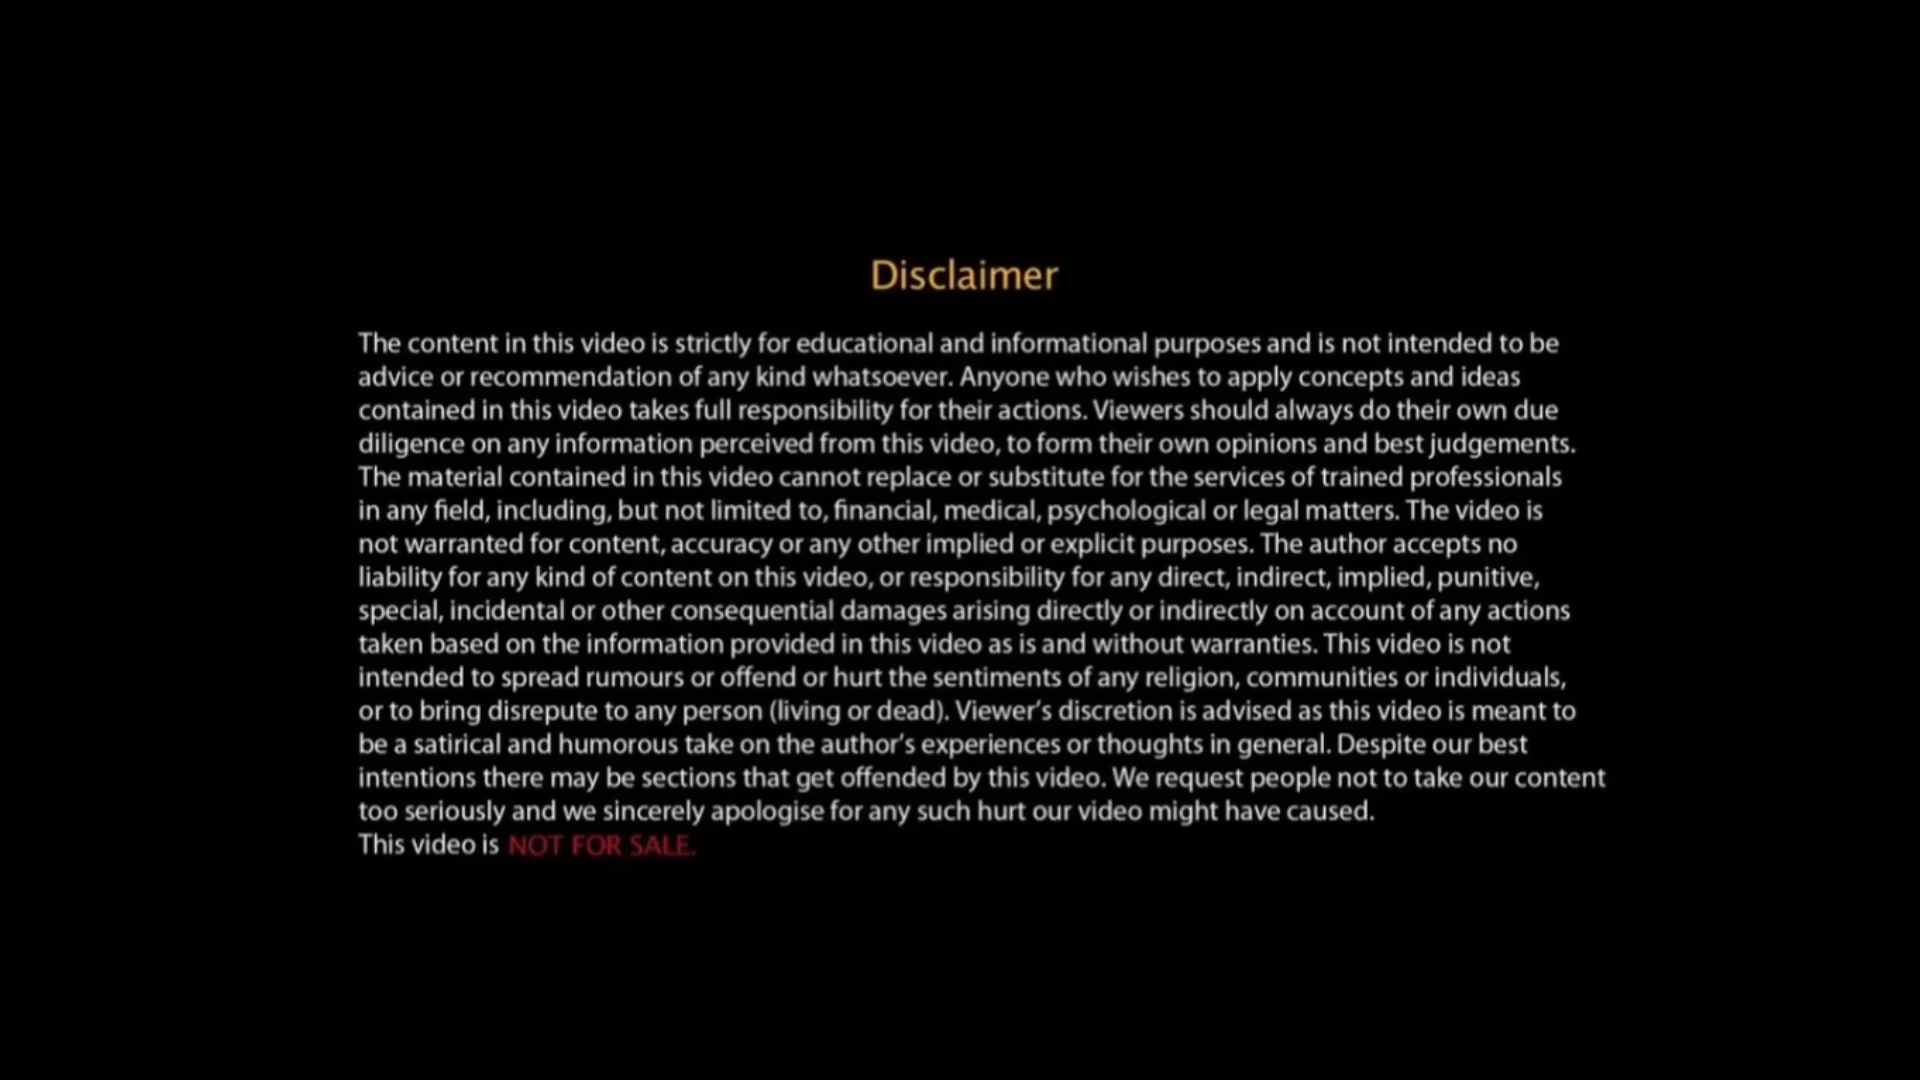 Disclaimer
The content in this video is strictly for educational and informational purposes and is not intended to be
advice or recommendation of any kind whatsoever. Anyone who wishes to apply concepts and ideas
contained in this video takes full responsibility for their actions. Viewers should always do their own due
diligence on any information perceived from this video, to form their own opinions and best judgements.
The material contained in this video cannot replace or substitute for the services of trained professionals
in any field, including, but not limited to, financial, medical, psychological or legal matters. The video is
not warranted for content, accuracy or any other implied or explicit purposes. The author accepts no
liability for any kind of content on this video, or responsibility for any direct, indirect, implied, punitive,
special, incidental or other consequential damages arising directly or indirectly on account of any actions
taken based on the information provided in this video as is and without warranties. This video is not
intended to spread rumours or offend or hurt the sentiments of any religion, communities or individuals,
or to bring disrepute to any person (living or dead). Viewer's discretion is advised as this video is meant to
be a satirical and humorous take on the author's experiences or thoughts in general. Despite our best
intentions there may be sections that get offended by this video. We request people not to take our content
too seriously and we sincerely apologise for any such hurt our video might have caused.
This video is NOT FOR SALE.